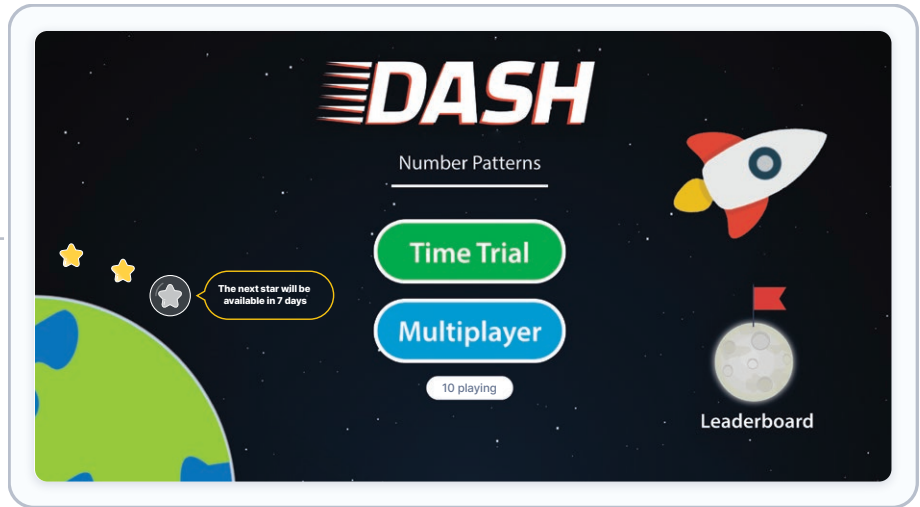 DASH
Number Patterns
Time Trial
The next star will be
available in 7 days
Multiplayer
10 playing
Leaderboard